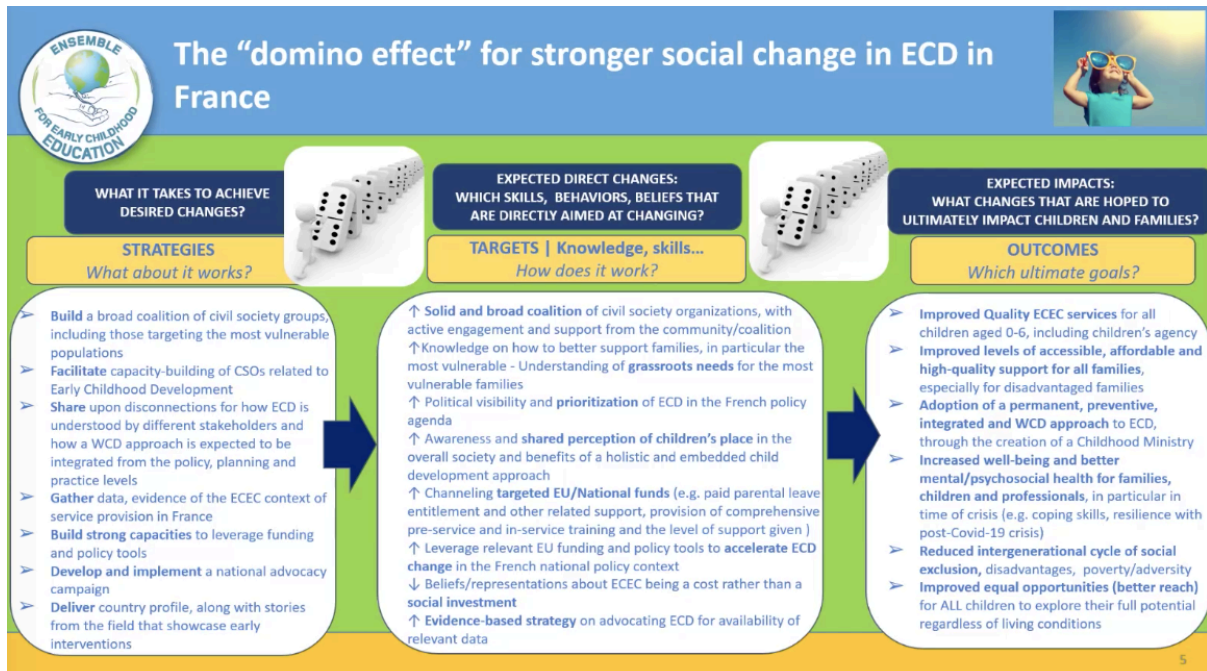 ENSEMBLE
FOR EARLY CHILDHOOD
EDUCATION
The “domino effect” for stronger social change in ECD in
France
WHAT IT TAKES TO ACHIEVE
DESIRED CHANGES?
STRATEGIES
What about it works?
➢ Build a broad coalition of civil society groups,
including those targeting the most vulnerable
populations
➢ Facilitate capacity-building of CSOs related to
Early Childhood Development
➢ Share upon disconnections for how ECD is
understood by different stakeholders and
how a WCD approach is expected to be
integrated from the policy, planning and
practice levels
➢ Gather data, evidence of the ECEC context of
service provision in France
➢ Build strong capacities to leverage funding
and policy tools
➢ Develop and implement a national advocacy
campaign
➢ Deliver country profile, along with stories
from the field that showcase early
interventions
EXPECTED DIRECT CHANGES:
WHICH SKILLS, BEHAVIORS, BELIEFS THAT
ARE DIRECTLY AIMED AT CHANGING?
TARGETS | Knowledge, skills...
How does it work?
↑ Solid and broad coalition of civil society organizations, with
active engagement and support from the community/coalition
↑Knowledge on how to better support families, in particular the
most vulnerable - Understanding of grassroots needs for the most
vulnerable families
↑ Political visibility and prioritization of ECD in the French policy
agenda
↑ Awareness and shared perception of children’s place in the
overall society and benefits of a holistic and embedded child
development approach
↑ Channeling targeted EU/National funds (e.g. paid parental leave
entitlement and other related support, provision of comprehensive
pre-service and in-service training and the level of support given )
↑ Leverage relevant EU funding and policy tools to accelerate ECD
change in the French national policy context
↓ Beliefs/representations about ECEC being a cost rather than a
social investment
↑ Evidence-based strategy on advocating ECD for availability of
relevant data
EXPECTED IMPACTS:
WHAT CHANGES THAT ARE HOPED TO
ULTIMATELY IMPACT CHILDREN AND FAMILIES?
OUTCOMES
Which ultimate goals?
➢ Improved Quality ECEC services for all
children aged 0-6, including children’s agency
➢ Improved levels of accessible, affordable and
high-quality support for all families,
especially for disadvantaged families
➢ Adoption of a permanent, preventive,
integrated and WCD approach to ECD,
through the creation of a Childhood Ministry
➢ Increased well-being and better
mental/psychosocial health for families,
children and professionals, in particular in
time of crisis (e.g. coping skills, resilience with
post-Covid-19 crisis)
➢ Reduced intergenerational cycle of social
exclusion, disadvantages, poverty/adversity
➢ Improved equal opportunities (better reach)
for ALL children to explore their full potential
regardless of living conditions
5